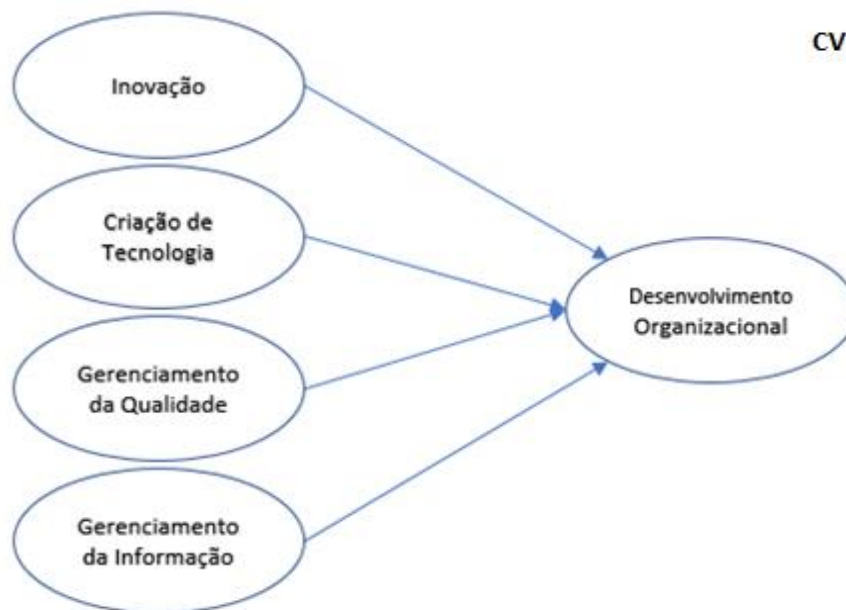 CV
Inovação
Criação de
Tecnologia
Desenvolvimento
Organizacional
Gerenciamento
da Qualidade
Gerenciamento
da Informação